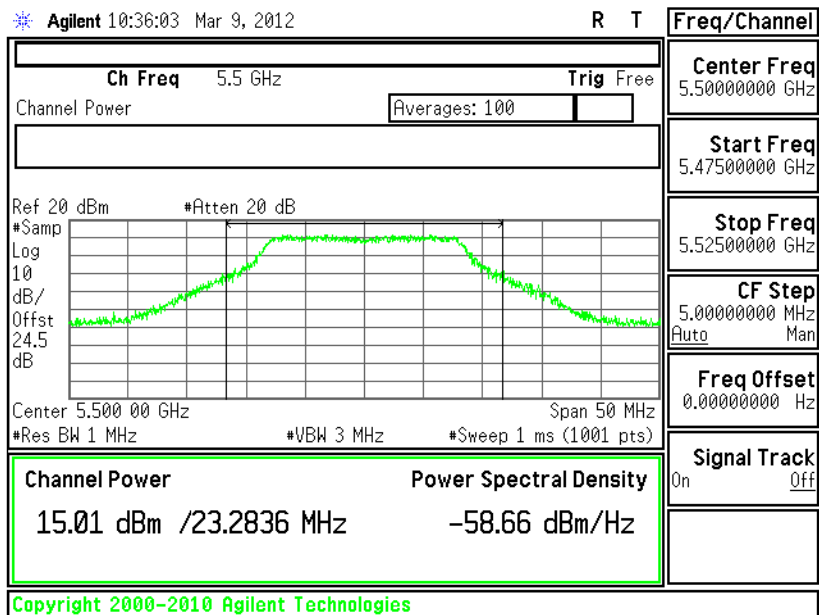 Agilent 10:36:03 Mar 9, 2012 R T
Freq/Channel
Ch Freq 5.5 GHz Trig Free
Channel Power Averages: 100
Center Freq
5.50000000 GHz
Start Freq
5.47500000 GHz
Stop Freq
5.52500000 GHz
CF Step
5.00000000 MHz
Auto Man
Freq Offset
0.00000000 Hz
Signal Track
On Off
Ref 20 dBm #Atten 20 dB
#Samp
Log
10
dB/
Offst
24.5
dB
Center 5.500 00 GHz Span 50 MHz
#Res BW 1 MHz #VBW 3 MHz #Sweep 1 ms (1001 pts)
Channel Power Power Spectral Density
15.01 dBm /23.2836 MHz -58.66 dBm/Hz
Copyright 2000-2010 Agilent Technologies